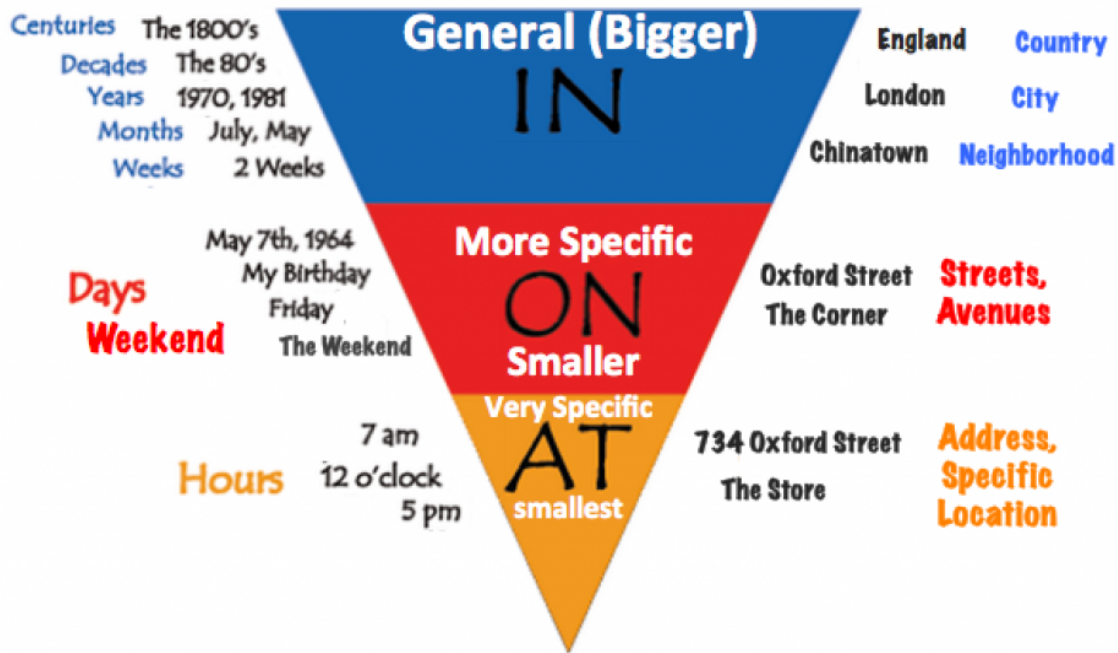 General (Bigger)
IN
Centuries The 1800's
Decades The 80's
Years 1970, 1981
Months July, May
Weeks 2 Weeks
England Country
London City
Chinatown Neighborhood
More Specific
ON
Smaller
May 7th, 1964
My Birthday
Days
Friday
Weekend
The Weekend
Oxford Street
The Corner
Streets,
Avenues
Very Specific
AT
smallest
7 am
Hours 12 o'clock
5 pm
734 Oxford Street
The Store
Address,
Specific
Location